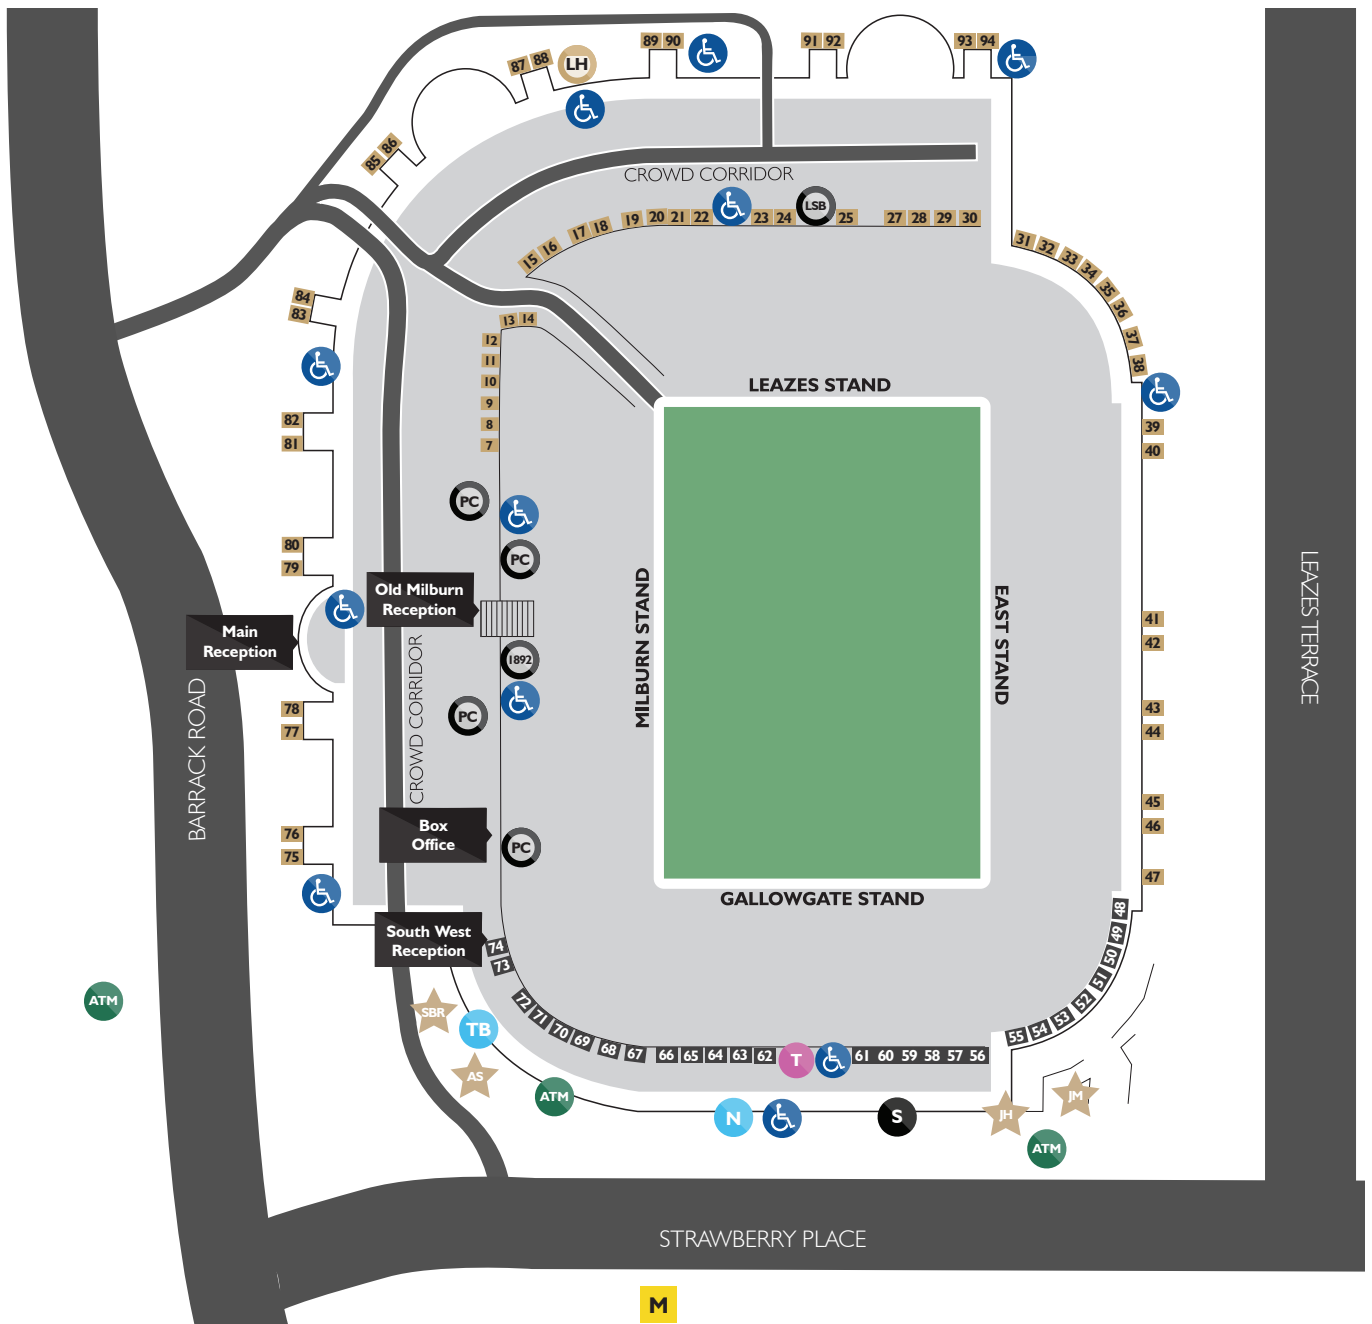 89 90
91 92
93 94
87 88
LH
85 86
CROWD CORRIDOR
LSB
15 16 17 18 19 20 21 22 23 24 25 27 28 29 30
31 32 33 34 35 36 37 38
84
83
13 14
12
11
10
9
8
7
82
81
LEAZES STAND
39
40
PC
PC
80
79
Old Milburn
Reception
Main
Reception
1892
PC
78
77
CROWD CORRIDOR
BARRACK ROAD
MILBURN STAND
EAST STAND
LEAZES TERRACE
41
42
43
44
45
46
47
76
75
Box
Office
PC
GALLOWGATE STAND
South West
Reception
74
73
72 71 70 69 68 67 66 65 64 63 62
T
61 60 59 58 57 56
55 54 53 52 51 50 49 48
ATM
SBR
TB
AS
ATM
N
S
JH
JM
ATM
STRAWBERRY PLACE
M